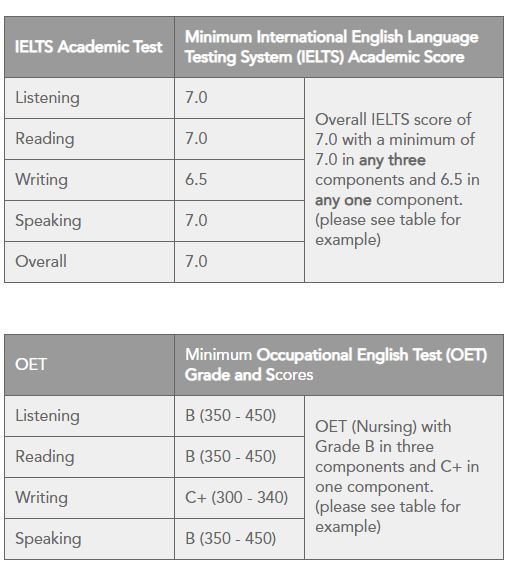 IELTS Academic Test
Minimum International English Language
Testing System (IELTS) Academic Score
Listening
7.0
Reading
7.0
Writing
6.5
Speaking
7.0
Overall
7.0
Overall IELTS score of
7.0 with a minimum of
7.0 in any three
components and 6.5 in
any one component.
(please see table for
example)
OET
Minimum Occupational English Test (OET)
Grade and Scores
Listening
B (350 - 450)
Reading
B (350 - 450)
Writing
C+ (300 - 340)
Speaking
B (350 - 450)
OET (Nursing) with
Grade B in three
components and C+ in
one component.
(please see table for
example)